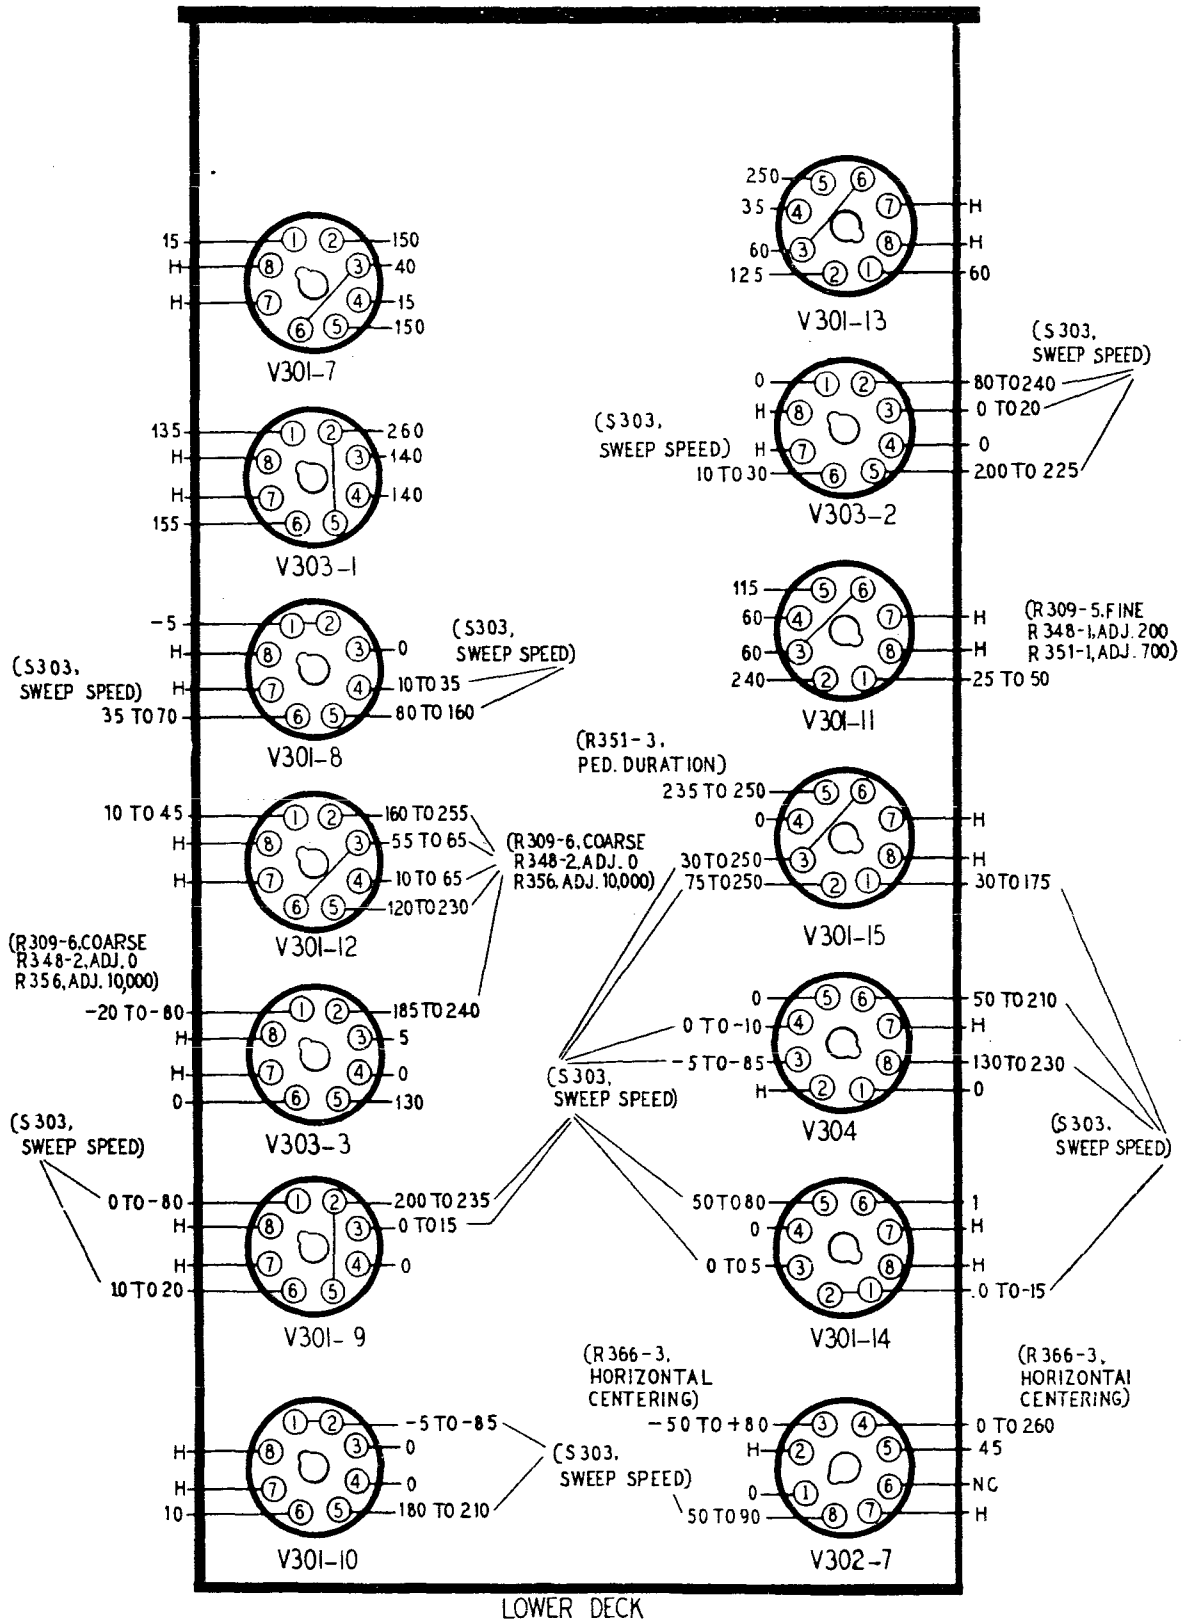 250 5 6
35 4 7 H
60 3 8 H
125 2 1 60
V301-13
15 1 2 150
H 8 3 40
H 7 4 15
6 5 150
V301-7
(S303,
SWEEP SPEED)
0 1 2 80 TO 240
H 8 3 0 TO 20
(S303,
SWEEP SPEED)
H 7 4 0
10 TO 30 6 5 200 TO 225
V303-2
135 1 2 260
H 8 3 140
H 7 4 140
155 6 5
V303-1
115 5 6
60 4 7 H
60 3 8 H
240 2 1 25 TO 50
V301-11
(R309-5, FINE
R348-1, ADJ. 200
R351-1, ADJ. 700)
-5 1 2
H 8 3 0
H 7 4 10 TO 35
35 TO 70 6 5 80 TO 160
V301-8
(S303,
SWEEP SPEED)
(S303,
SWEEP SPEED)
(R351-3,
PED. DURATION)
235 TO 250 5 6
0 4 7 H
30 TO 250 3 8 H
75 TO 250 2 1 30 TO 175
V301-15
10 TO 45 1 2 160 TO 255
H 8 3 55 TO 65
H 7 4 10 TO 65
6 5 120 TO 230
V301-12
(R309-6, COARSE
R348-2, ADJ. 0
R356, ADJ. 10,000)
(R309-6, COARSE
R348-2, ADJ. 0
R356, ADJ. 10,000)
-20 TO -80 1 2 185 TO 240
H 8 3 5
H 7 4 0
0 6 5 130
V303-3
0 5 6 50 TO 210
0 TO -10 4 7 H
-5 TO -85 3 8 130 TO 230
H 2 1 0
V304
(S303,
SWEEP SPEED)
(S303,
SWEEP SPEED)
(S303,
SWEEP SPEED)
0 TO -80 1 2 200 TO 235
H 8 3 0 TO 15
H 7 4 0
10 TO 20 6 5
V301-9
50 TO 80 5 6 1
0 4 7 H
0 TO 5 3 8 H
2 1 0 TO -15
V301-14
(R366-3,
HORIZONTAL
CENTERING)
(R366-3,
HORIZONTAL
CENTERING)
1 2 -5 TO -85
H 8 3 0
H 7 4 0
10 6 5 180 TO 210
V301-10
(S303,
SWEEP SPEED)
-50 TO +80 3 4 0 TO 260
H 2 5 45
0 1 6 NC
50 TO 90 8 7 H
V302-7
LOWER DECK